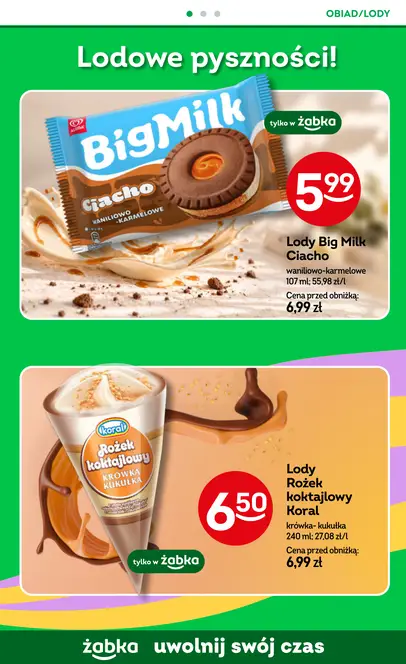 OBIAD/LODY
Lodowe pyszności!
BigMilk
Ciacho
WANILIOWO
-KARMELOWE
tylko w żabka
5.99
Lody Big Milk
Ciacho
waniliowo-karmelowe
107 ml; 55,98 zł/l
Cena przed obniżką:
6,99 zł
Koral
Rożek
koktajlowy
KRÓWKA
KUKUŁKA
tylko w żabka
6.50
Lody
Rożek
koktajlowy
Koral
krówka- kukułka
240 ml; 27,08 zł/l
Cena przed obniżką:
6,99 zł
żabka uwolnij swój czas